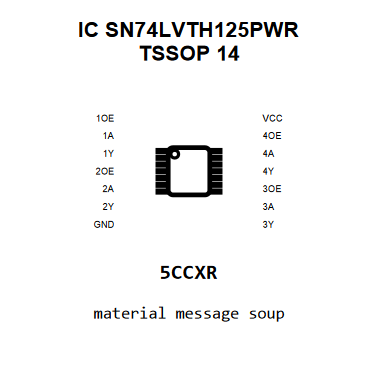 IC SN74LVTH125PWR
TSSOP 14
1OE VCC
1A 4OE
1Y 4A
2OE 4Y
2A 3OE
2Y 3A
GND 3Y
5CCXR
material message soup